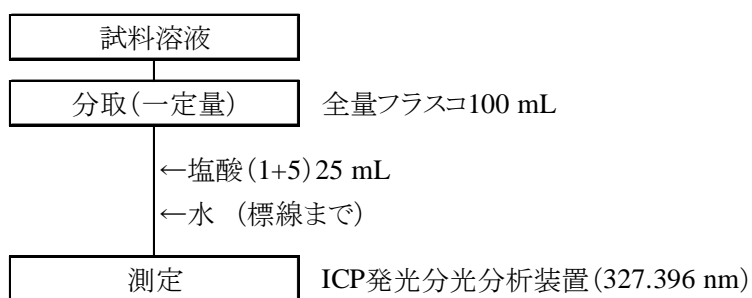 試料溶液
分取(一定量) 全量フラスコ100 mL
←塩酸(1+5)25 mL
←水 (標線まで)
測定 ICP発光分光分析装置(327.396 nm)